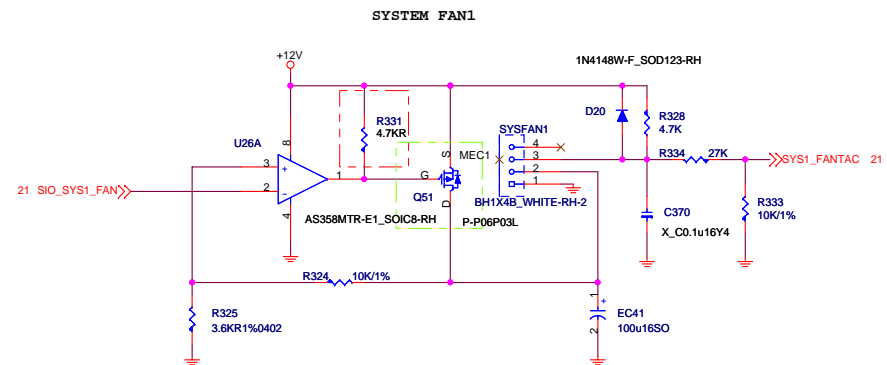 SYSTEM FAN1
+12V
1N4148W-F_SOD123-RH
D20
R328
4.7K
R331
4.7KR
U26A
8
SYSFAN1
4
3
2
1
MEC1
S
G
D
Q51
3
+
2
-
1
4
R334
27K
SYS1_FANTAC 21
21 SIO_SYS1_FAN
BH1X4B_WHITE-RH-2
AS358MTR-E1_SOIC8-RH
P-P06P03L
C370
X_C0.1u16Y4
R333
10K/1%
R324
10K/1%
R325
3.6KR1%0402
1
+
2
EC41
100u16SO